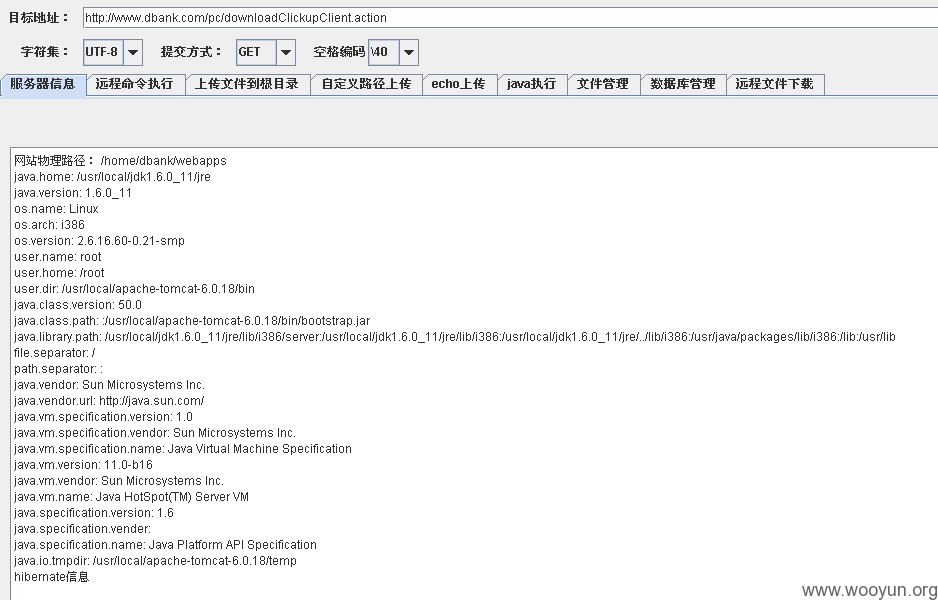 目标地址： http://www.dbank.com/pc/downloadClickupClient.action
字符集： UTF-8 提交方式： GET 空格编码 \40
服务器信息 远程命令执行 上传文件到根目录 自定义路径上传 echo上传 java执行 文件管理 数据库管理 远程文件下载
网站物理路径： /home/dbank/webapps
java.home: /usr/local/jdk1.6.0_11/jre
java.version: 1.6.0_11
os.name: Linux
os.arch: i386
os.version: 2.6.16.60-0.21-smp
user.name: root
user.home: /root
user.dir: /usr/local/apache-tomcat-6.0.18/bin
java.class.version: 50.0
java.class.path: :/usr/local/apache-tomcat-6.0.18/bin/bootstrap.jar
java.library.path: /usr/local/jdk1.6.0_11/jre/lib/i386/server:/usr/local/jdk1.6.0_11/jre/lib/i386:/usr/local/jdk1.6.0_11/jre/../lib/i386:/usr/java/packages/lib/i386:/lib:/usr/lib
file.separator: /
path.separator: :
java.vendor: Sun Microsystems Inc.
java.vendor.url: http://java.sun.com/
java.vm.specification.version: 1.0
java.vm.specification.vendor: Sun Microsystems Inc.
java.vm.specification.name: Java Virtual Machine Specification
java.vm.version: 11.0-b16
java.vm.vendor: Sun Microsystems Inc.
java.vm.name: Java HotSpot(TM) Server VM
java.specification.version: 1.6
java.specification.vender:
java.specification.name: Java Platform API Specification
java.io.tmpdir: /usr/local/apache-tomcat-6.0.18/temp
hibernate信息
www.wooyun.org